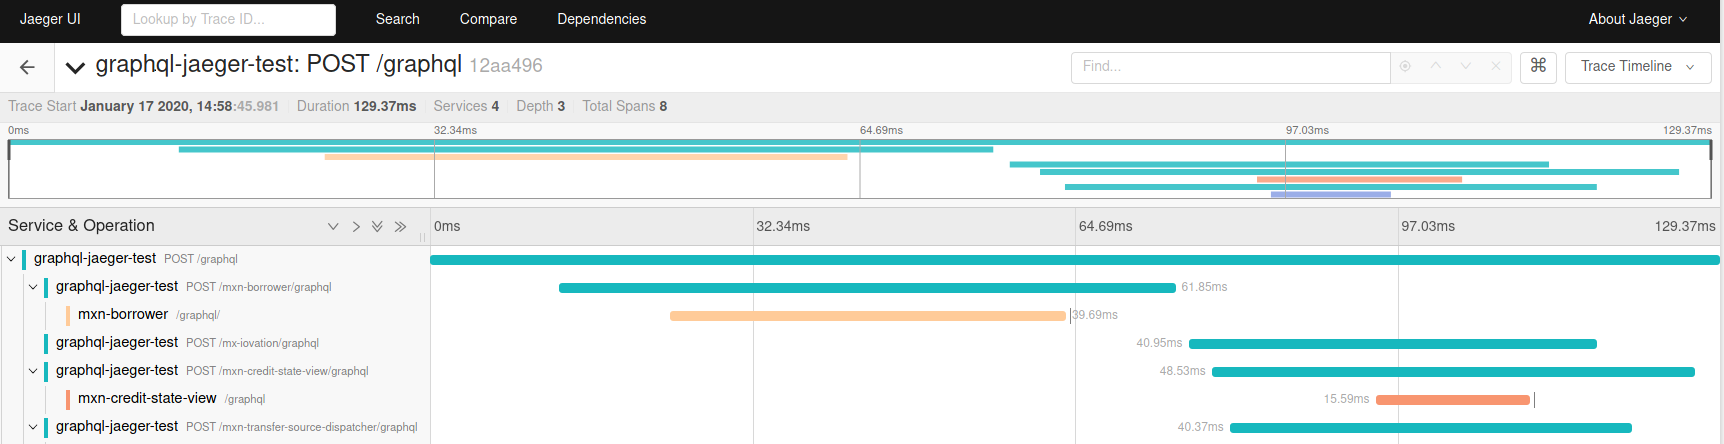 Jaeger UI Lookup by Trace ID... Search Compare Dependencies About Jaeger
graphql-jaeger-test: POST /graphql 12aa496 Find... ⌘ Trace Timeline
Trace Start January 17 2020, 14:58:45.981 Duration 129.37ms Services 4 Depth 3 Total Spans 8
0ms 32.34ms 64.69ms 97.03ms 129.37ms
Service & Operation 0ms 32.34ms 64.69ms 97.03ms 129.37ms
graphql-jaeger-test POST /graphql
graphql-jaeger-test POST /mxn-borrower/graphql 61.85ms
mxn-borrower /graphql/ 39.69ms
graphql-jaeger-test POST /mx-iovation/graphql 40.95ms
graphql-jaeger-test POST /mxn-credit-state-view/graphql 48.53ms
mxn-credit-state-view /graphql 15.59ms
graphql-jaeger-test POST /mxn-transfer-source-dispatcher/graphql 40.37ms